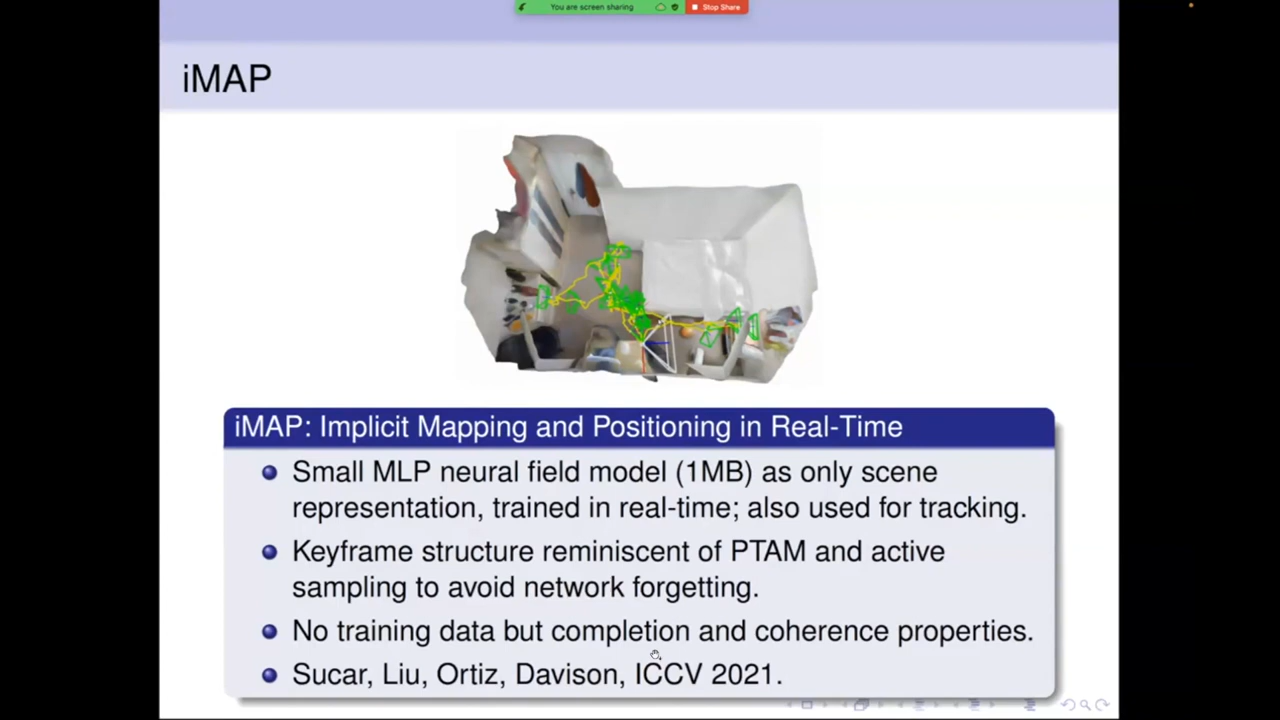 You are screen sharing
Stop Share
iMAP
iMAP: Implicit Mapping and Positioning in Real-Time
Small MLP neural field model (1MB) as only scene
representation, trained in real-time; also used for tracking.
Keyframe structure reminiscent of PTAM and active
sampling to avoid network forgetting.
No training data but completion and coherence properties.
Sucar, Liu, Ortiz, Davison, ICCV 2021.